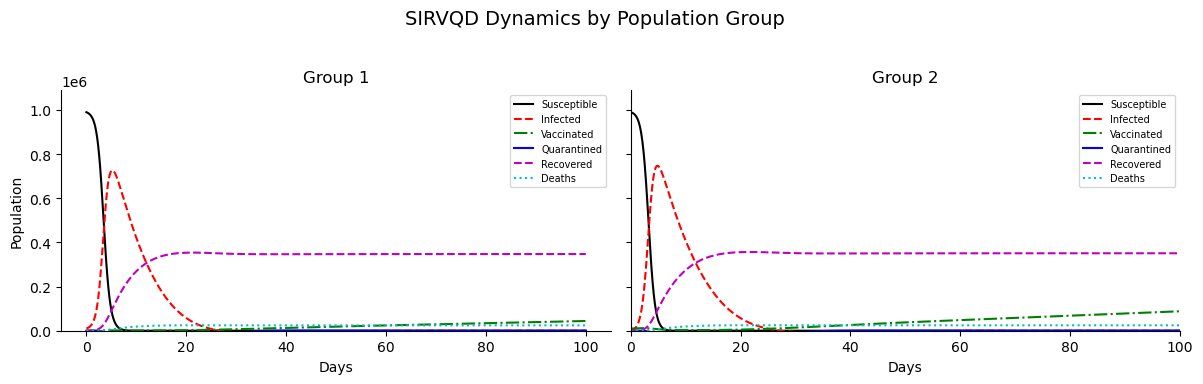 SIRVQD Dynamics by Population Group
Group 1
1e6
Population
1.0
0.8
0.6
0.4
0.2
0.0
0 20 40 60 80 100
Days
Susceptible
Infected
Vaccinated
Quarantined
Recovered
Deaths
Group 2
0 20 40 60 80 100
Days
Susceptible
Infected
Vaccinated
Quarantined
Recovered
Deaths